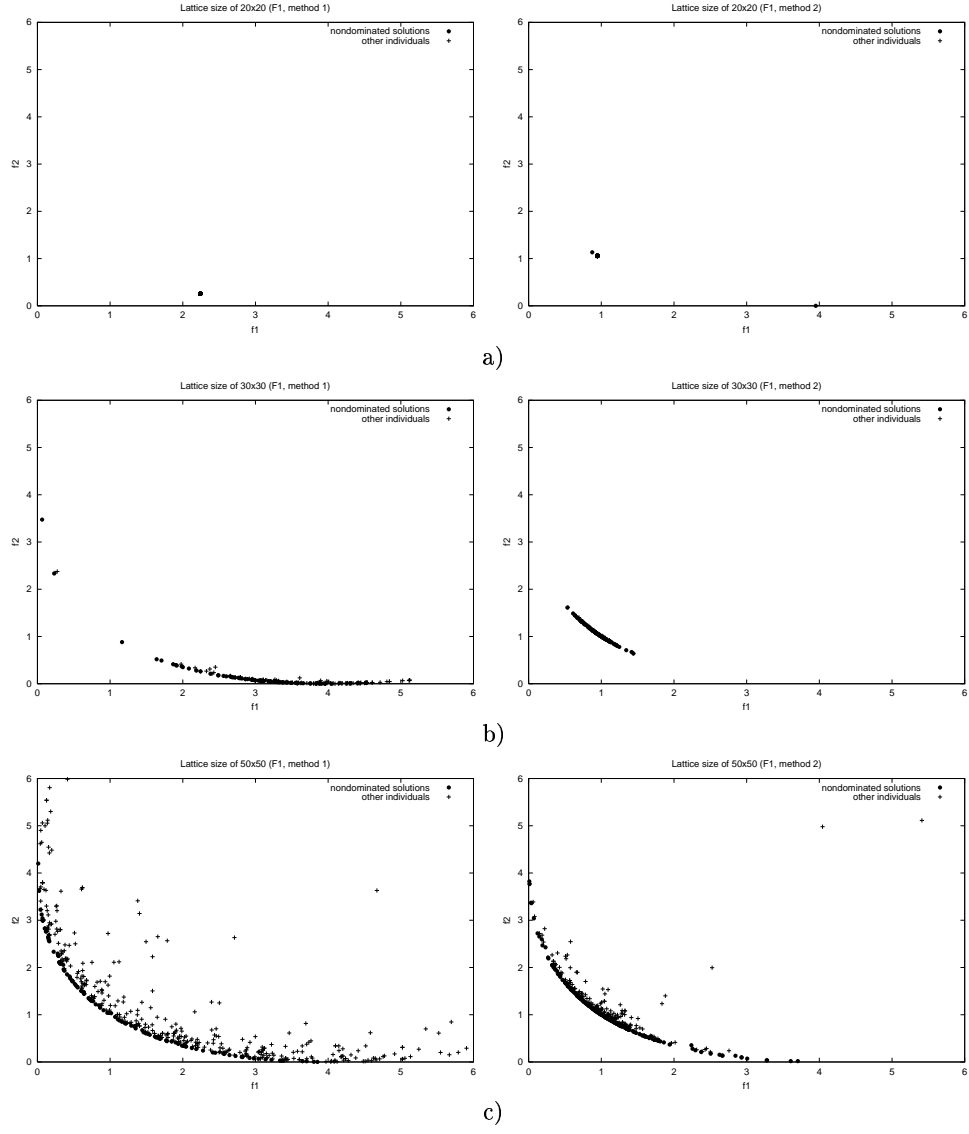 Lattice size of 20x20 (F1, method 1)
nondominated solutions
other individuals
6
5
4
3
2
1
0
f2
0 1 2 3 4 5 6
f1
Lattice size of 20x20 (F1, method 2)
nondominated solutions
other individuals
6
5
4
3
2
1
0
f2
0 1 2 3 4 5 6
f1
a)
Lattice size of 30x30 (F1, method 1)
nondominated solutions
other individuals
6
5
4
3
2
1
0
f2
0 1 2 3 4 5 6
f1
Lattice size of 30x30 (F1, method 2)
nondominated solutions
other individuals
6
5
4
3
2
1
0
f2
0 1 2 3 4 5 6
f1
b)
Lattice size of 50x50 (F1, method 1)
nondominated solutions
other individuals
6
5
4
3
2
1
0
f2
0 1 2 3 4 5 6
f1
Lattice size of 50x50 (F1, method 2)
nondominated solutions
other individuals
6
5
4
3
2
1
0
f2
0 1 2 3 4 5 6
f1
c)